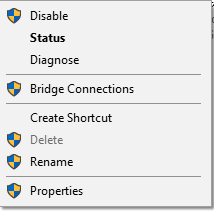 Disable
Status
Diagnose
Bridge Connections
Create Shortcut
Delete
Rename
Properties